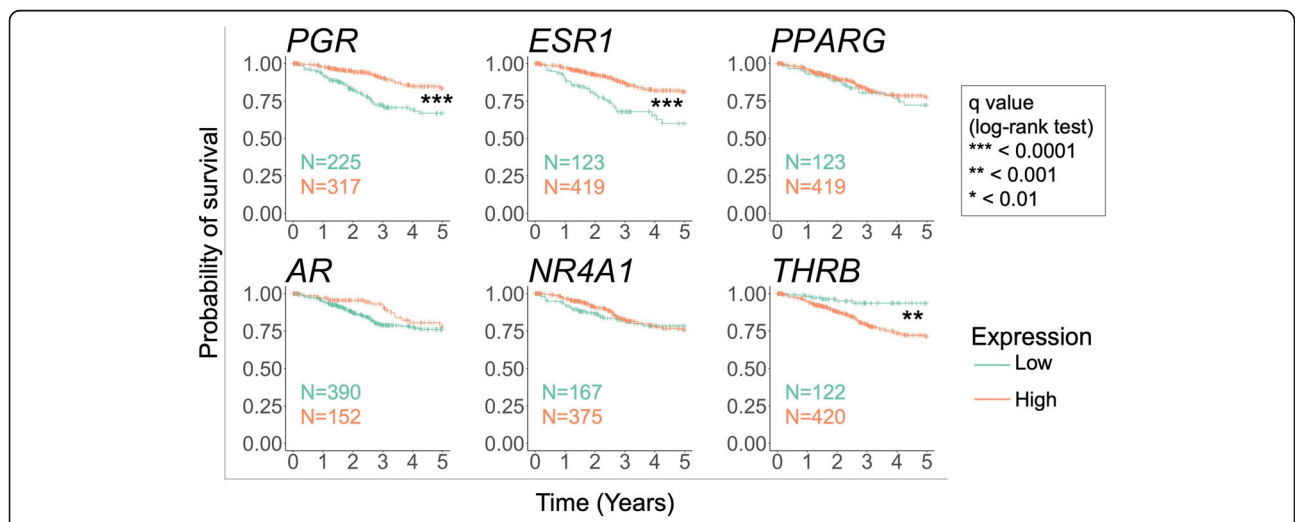 PGR
ESR1
PPARG
1.00
0.75
0.50
0.25
0.00
N=225
N=317
0 1 2 3 4 5
***
1.00
0.75
0.50
0.25
0.00
N=123
N=419
0 1 2 3 4 5
***
1.00
0.75
0.50
0.25
0.00
N=123
N=419
0 1 2 3 4 5
q value
(log-rank test)
*** < 0.0001
** < 0.001
* < 0.01
Probability of survival
AR
NR4A1
THRB
1.00
0.75
0.50
0.25
0.00
N=390
N=152
0 1 2 3 4 5
1.00
0.75
0.50
0.25
0.00
N=167
N=375
0 1 2 3 4 5
1.00
0.75
0.50
0.25
0.00
**
N=122
N=420
0 1 2 3 4 5
Expression
Low
High
Time (Years)